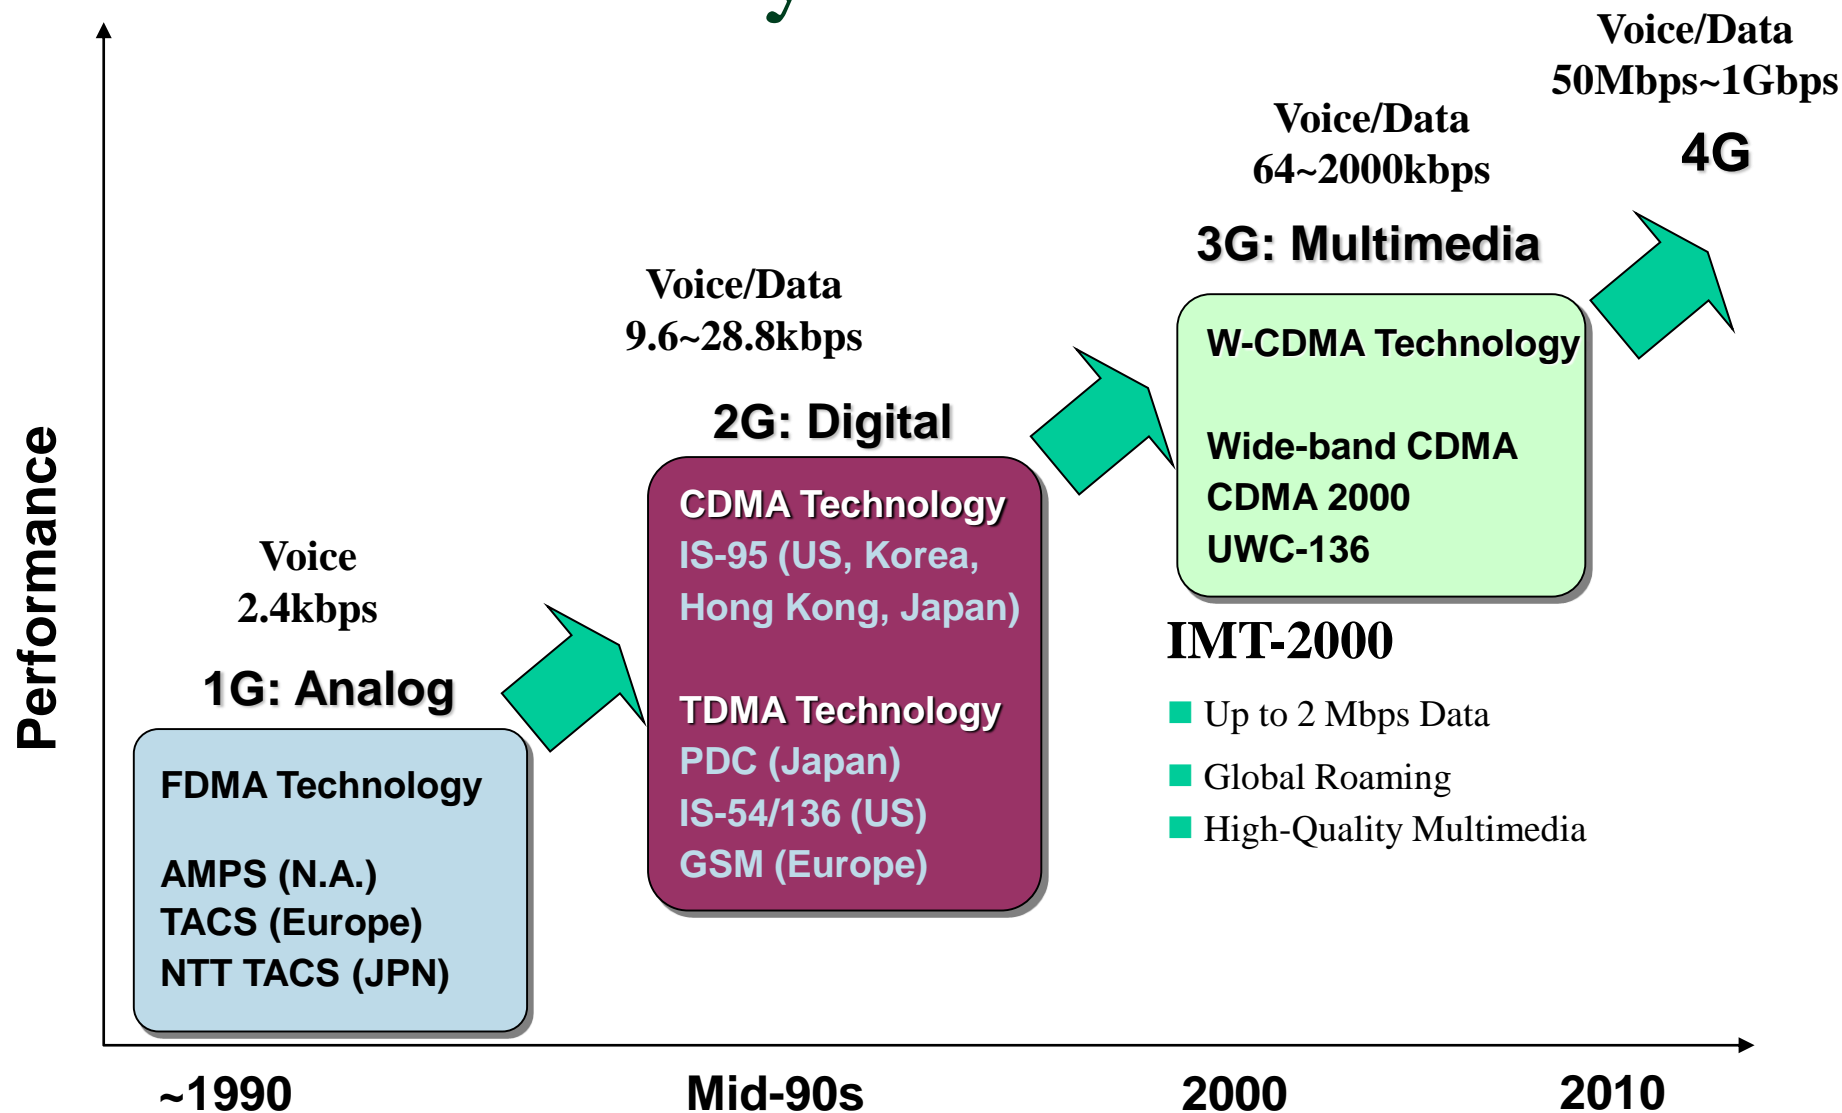 Voice/Data
50Mbps~1Gbps
4G
Voice/Data
64~2000kbps
3G: Multimedia
W-CDMA Technology
Wide-band CDMA
CDMA 2000
UWC-136
IMT-2000
Up to 2 Mbps Data
Global Roaming
High-Quality Multimedia
Voice/Data
9.6~28.8kbps
2G: Digital
CDMA Technology
IS-95 (US, Korea,
Hong Kong, Japan)
TDMA Technology
PDC (Japan)
IS-54/136 (US)
GSM (Europe)
Voice
2.4kbps
1G: Analog
FDMA Technology
AMPS (N.A.)
TACS (Europe)
NTT TACS (JPN)
Performance
~1990
Mid-90s
2000
2010